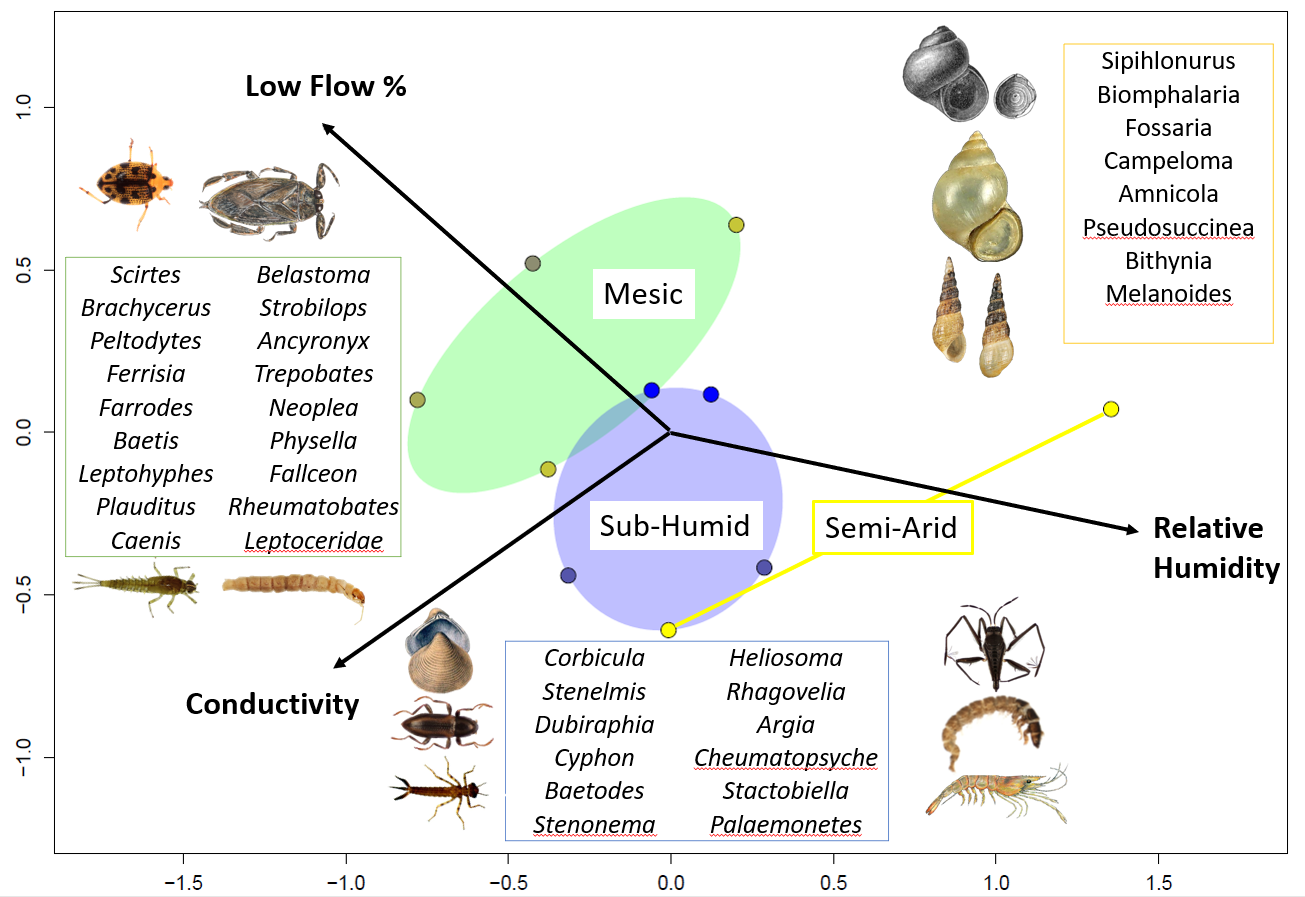 Low Flow %
Sipihlonurus
Biomphalaria
Fossaria
Campeloma
Amnicola
Pseudosuccinea
Bithynia
Melanoides
Scirtes Belastoma
Brachycerus Strobilops
Peltodytes Ancyronyx
Ferrisia Trepobates
Farrodes Neoplea
Baetis Physella
Leptohyphes Fallceon
Plauditus Rheumatobates
Caenis Leptoceridae
Mesic
Sub-Humid
Semi-Arid
Relative
Humidity
Conductivity
Corbicula Heliosoma
Stenelmis Rhagovelia
Dubiraphia Argia
Cyphon Cheumatopsyche
Baetodes Stactobiella
Stenonema Palaemonetes
1.0
0.5
0.0
−0.5
−1.0
−1.5 −1.0 −0.5 0.0 0.5 1.0 1.5